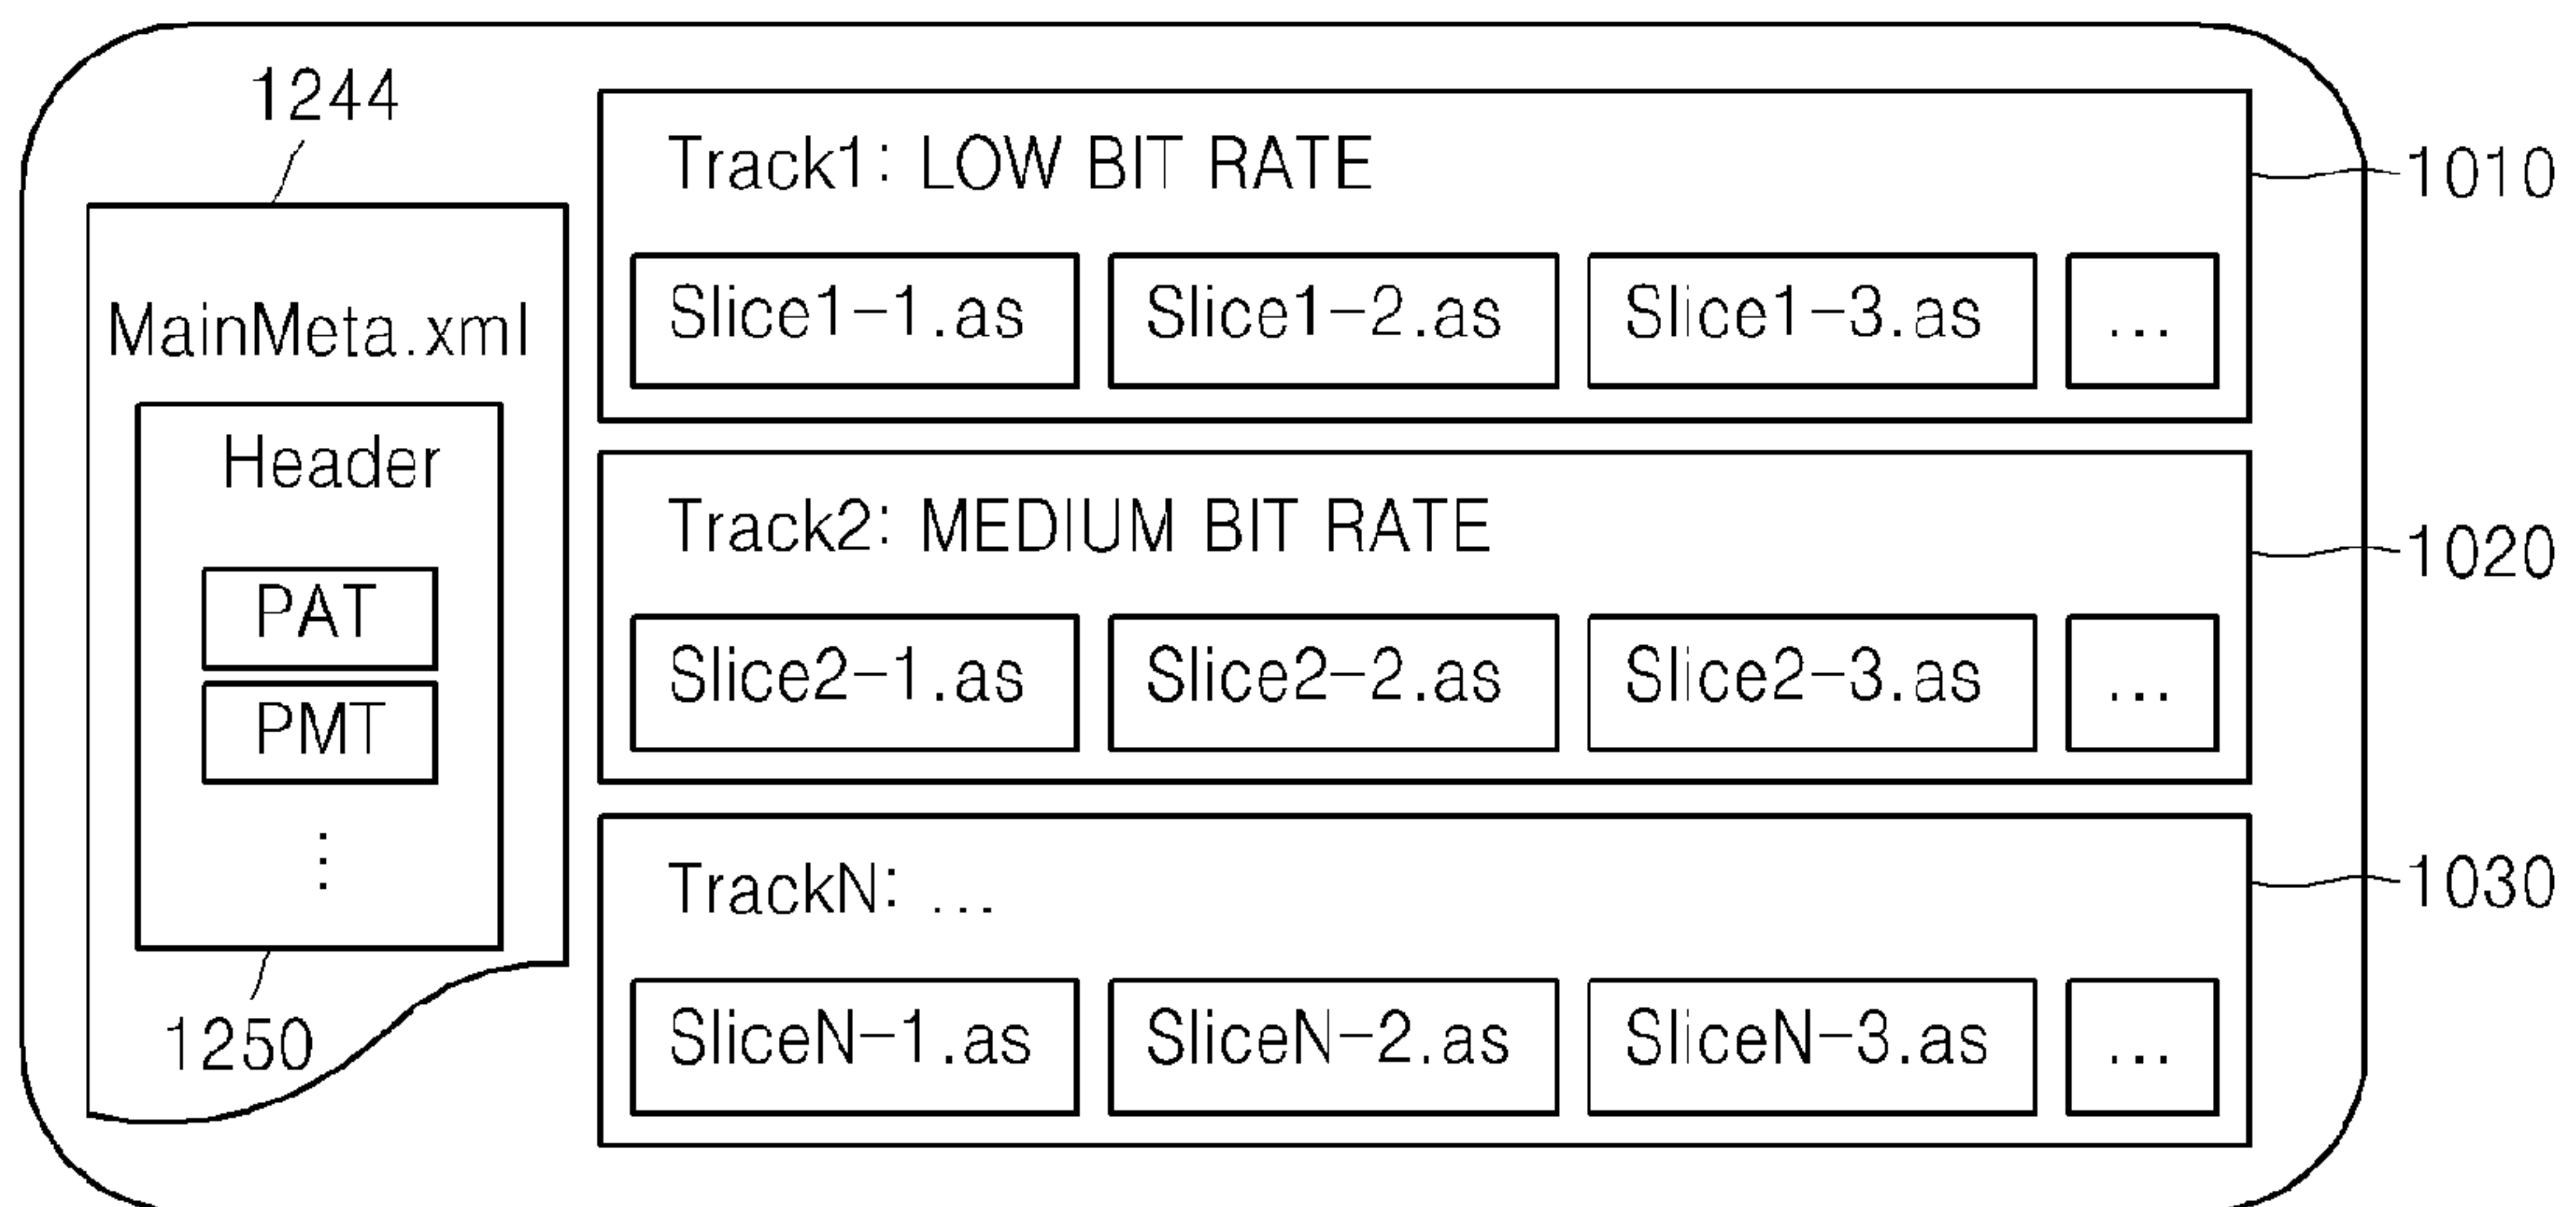 1244
MainMeta.xml
Header
PAT
PMT
⋮
1250
Track1: LOW BIT RATE
1010
Slice1-1.as
Slice1-2.as
Slice1-3.as
...
Track2: MEDIUM BIT RATE
1020
Slice2-1.as
Slice2-2.as
Slice2-3.as
...
TrackN: ...
1030
SliceN-1.as
SliceN-2.as
SliceN-3.as
...